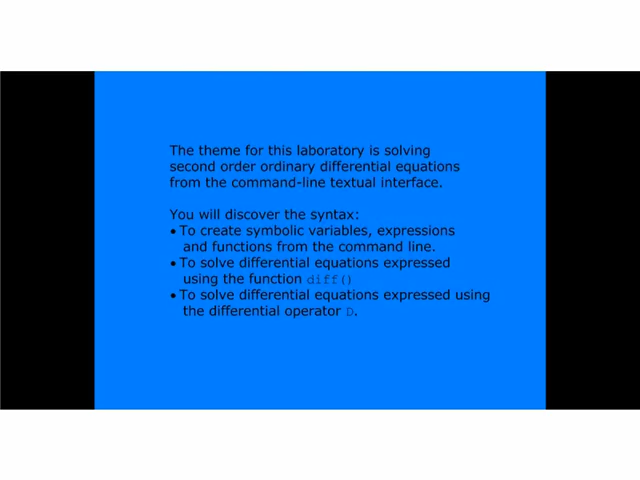 The theme for this laboratory is solving
second order ordinary differential equations
from the command-line textual interface.
You will discover the syntax:
• To create symbolic variables, expressions
and functions from the command line.
• To solve differential equations expressed
using the function diff()
• To solve differential equations expressed using
the differential operator D.